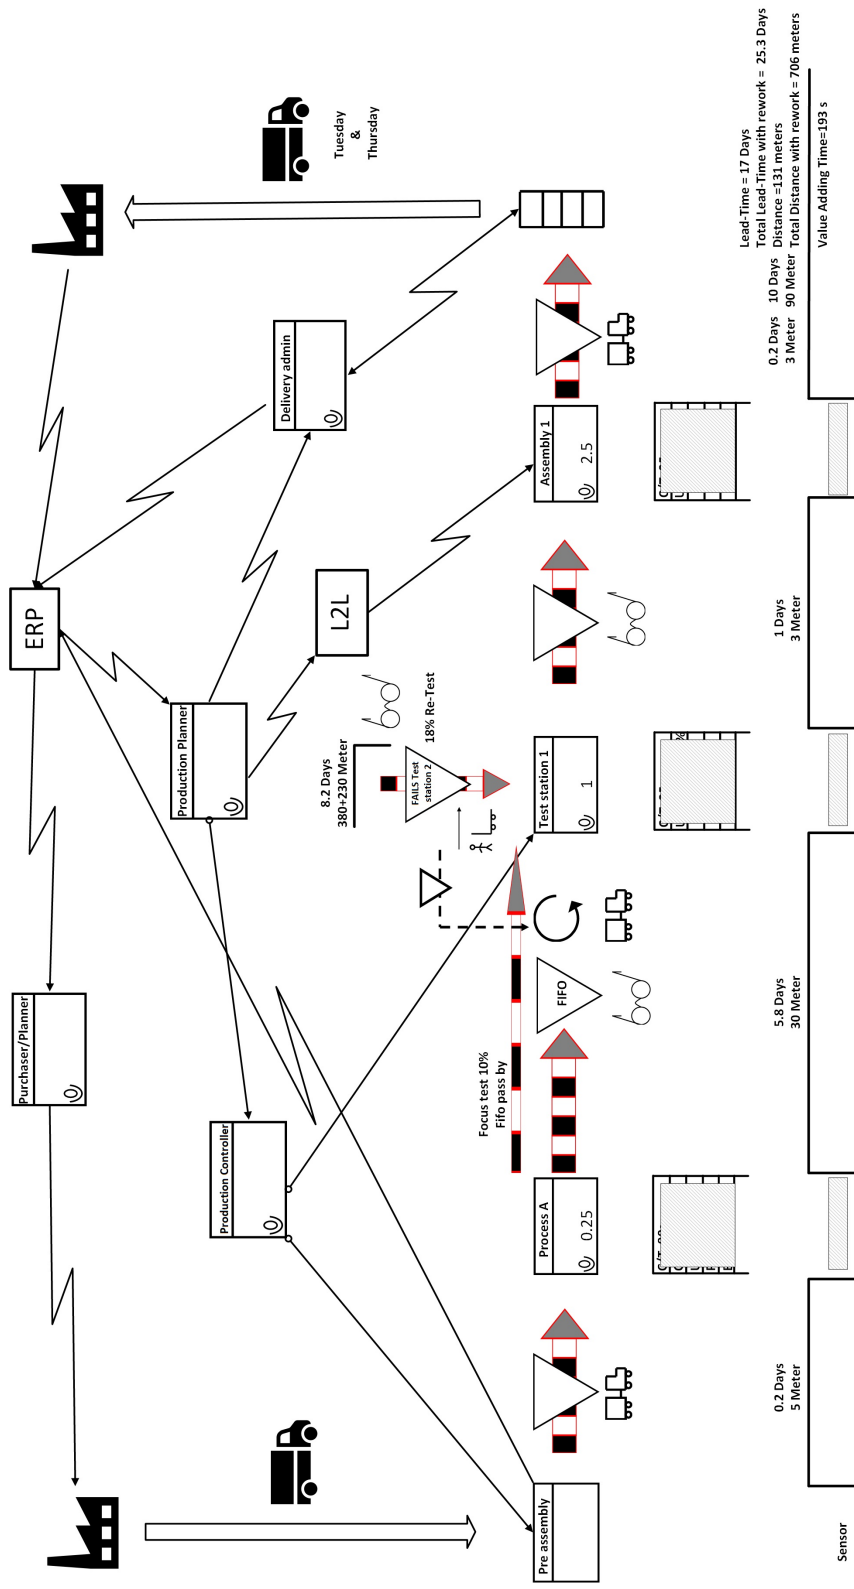 ERP
Purchaser/Planner
Production Planner
Delivery admin
Production Controller
L2L
Tuesday
&
Thursday
8.2 Days
380+230 Meter
FAILS Test
station 2
18% Re-Test
Focus test 10%
Fifo pass by
Pre assembly
Process A
0.25
FIFO
Test station 1
1
Assembly 1
2.5
Sensor
0.2 Days
5 Meter
5.8 Days
30 Meter
1 Days
3 Meter
0.2 Days
3 Meter
10 Days
90 Meter
Lead-Time = 17 Days
Total Lead-Time with rework = 25.3 Days
Distance =131 meters
Total Distance with rework = 706 meters
Value Adding Time=193 s